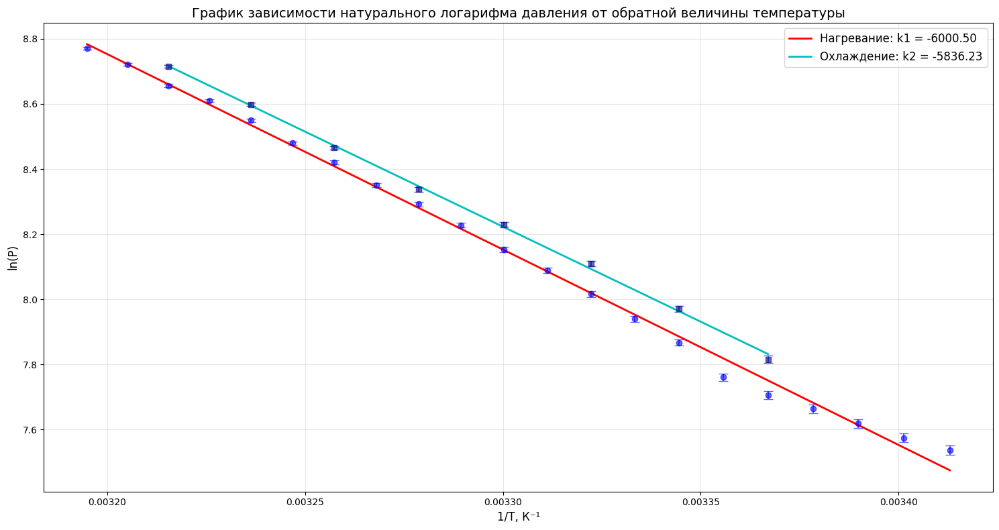 График зависимости натурального логарифма давления от обратной величины температуры
Нагревание: k1 = -6000.50
Охлаждение: k2 = -5836.23
8.8
8.6
8.4
8.2
8.0
7.8
7.6
ln(P)
0.00320
0.00325
0.00330
0.00335
0.00340
1/T, K⁻¹